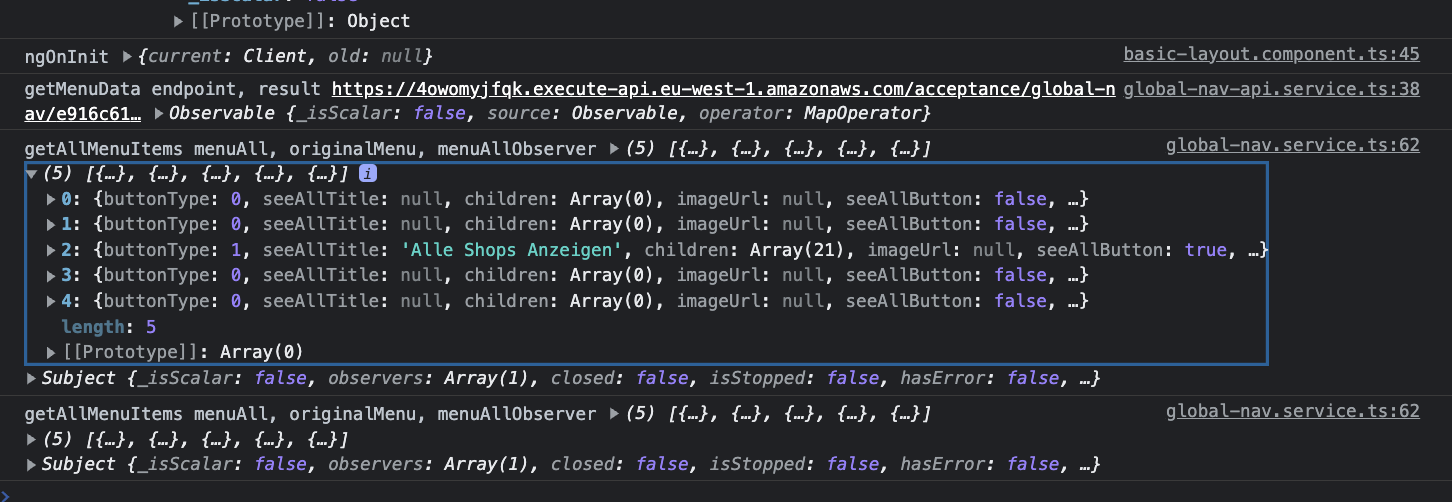 ▶ [[Prototype]]: Object
ngOnInit ▶ {current: Client, old: null} basic-layout.component.ts:45
getMenuData endpoint, result https://4owomyjfqk.execute-api.eu-west-1.amazonaws.com/acceptance/global-n global-nav-api.service.ts:38
av/e916c61… ▶ Observable {_isScalar: false, source: Observable, operator: MapOperator}
getAllMenuItems menuAll, originalMenu, menuAllObserver ▶ (5) [{…}, {…}, {…}, {…}, {…}] global-nav.service.ts:62
▼ (5) [{…}, {…}, {…}, {…}, {…}] i
▶ 0: {buttonType: 0, seeAllTitle: null, children: Array(0), imageUrl: null, seeAllButton: false, …}
▶ 1: {buttonType: 0, seeAllTitle: null, children: Array(0), imageUrl: null, seeAllButton: false, …}
▶ 2: {buttonType: 1, seeAllTitle: 'Alle Shops Anzeigen', children: Array(21), imageUrl: null, seeAllButton: true, …}
▶ 3: {buttonType: 0, seeAllTitle: null, children: Array(0), imageUrl: null, seeAllButton: false, …}
▶ 4: {buttonType: 0, seeAllTitle: null, children: Array(0), imageUrl: null, seeAllButton: false, …}
length: 5
▶ [[Prototype]]: Array(0)
▶ Subject {_isScalar: false, observers: Array(1), closed: false, isStopped: false, hasError: false, …}
getAllMenuItems menuAll, originalMenu, menuAllObserver ▶ (5) [{…}, {…}, {…}, {…}, {…}] global-nav.service.ts:62
▶ (5) [{…}, {…}, {…}, {…}, {…}]
▶ Subject {_isScalar: false, observers: Array(1), closed: false, isStopped: false, hasError: false, …}